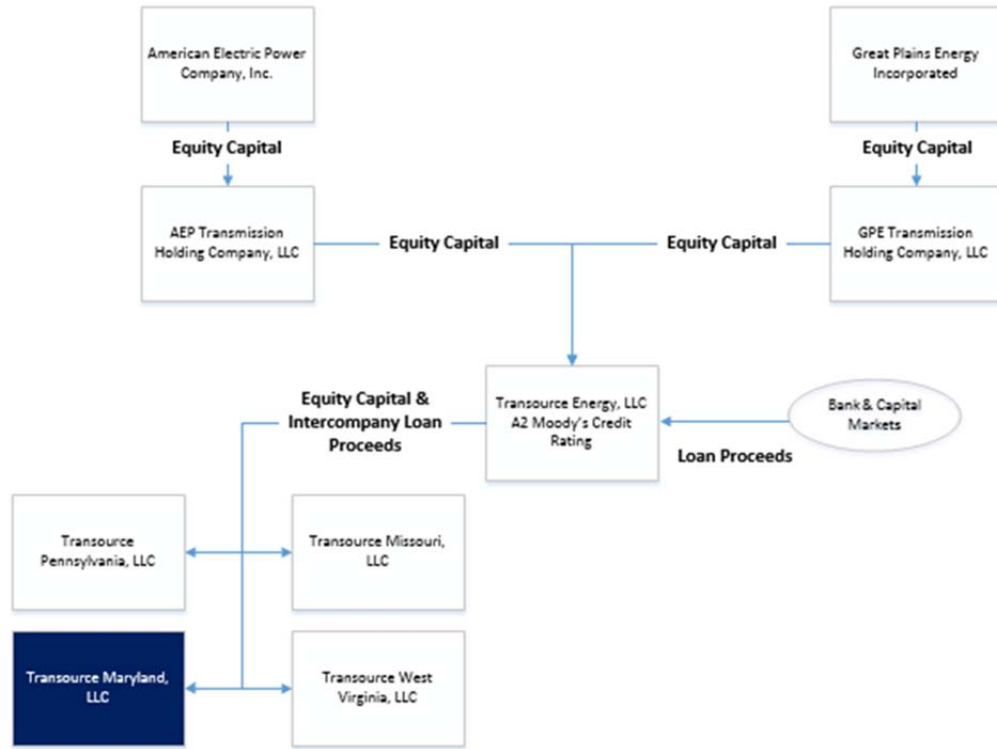 American Electric Power
Company, Inc.
Great Plains Energy
Incorporated
Equity Capital
Equity Capital
AEP Transmission
Holding Company, LLC
Equity Capital
Equity Capital
GPE Transmission
Holding Company, LLC
Equity Capital &
Intercompany Loan
Proceeds
Transource Energy, LLC
A2 Moody's Credit
Rating
Bank & Capital
Markets
Loan Proceeds
Transource
Pennsylvania, LLC
Transource Missouri,
LLC
Transource Maryland,
LLC
Transource West
Virginia, LLC